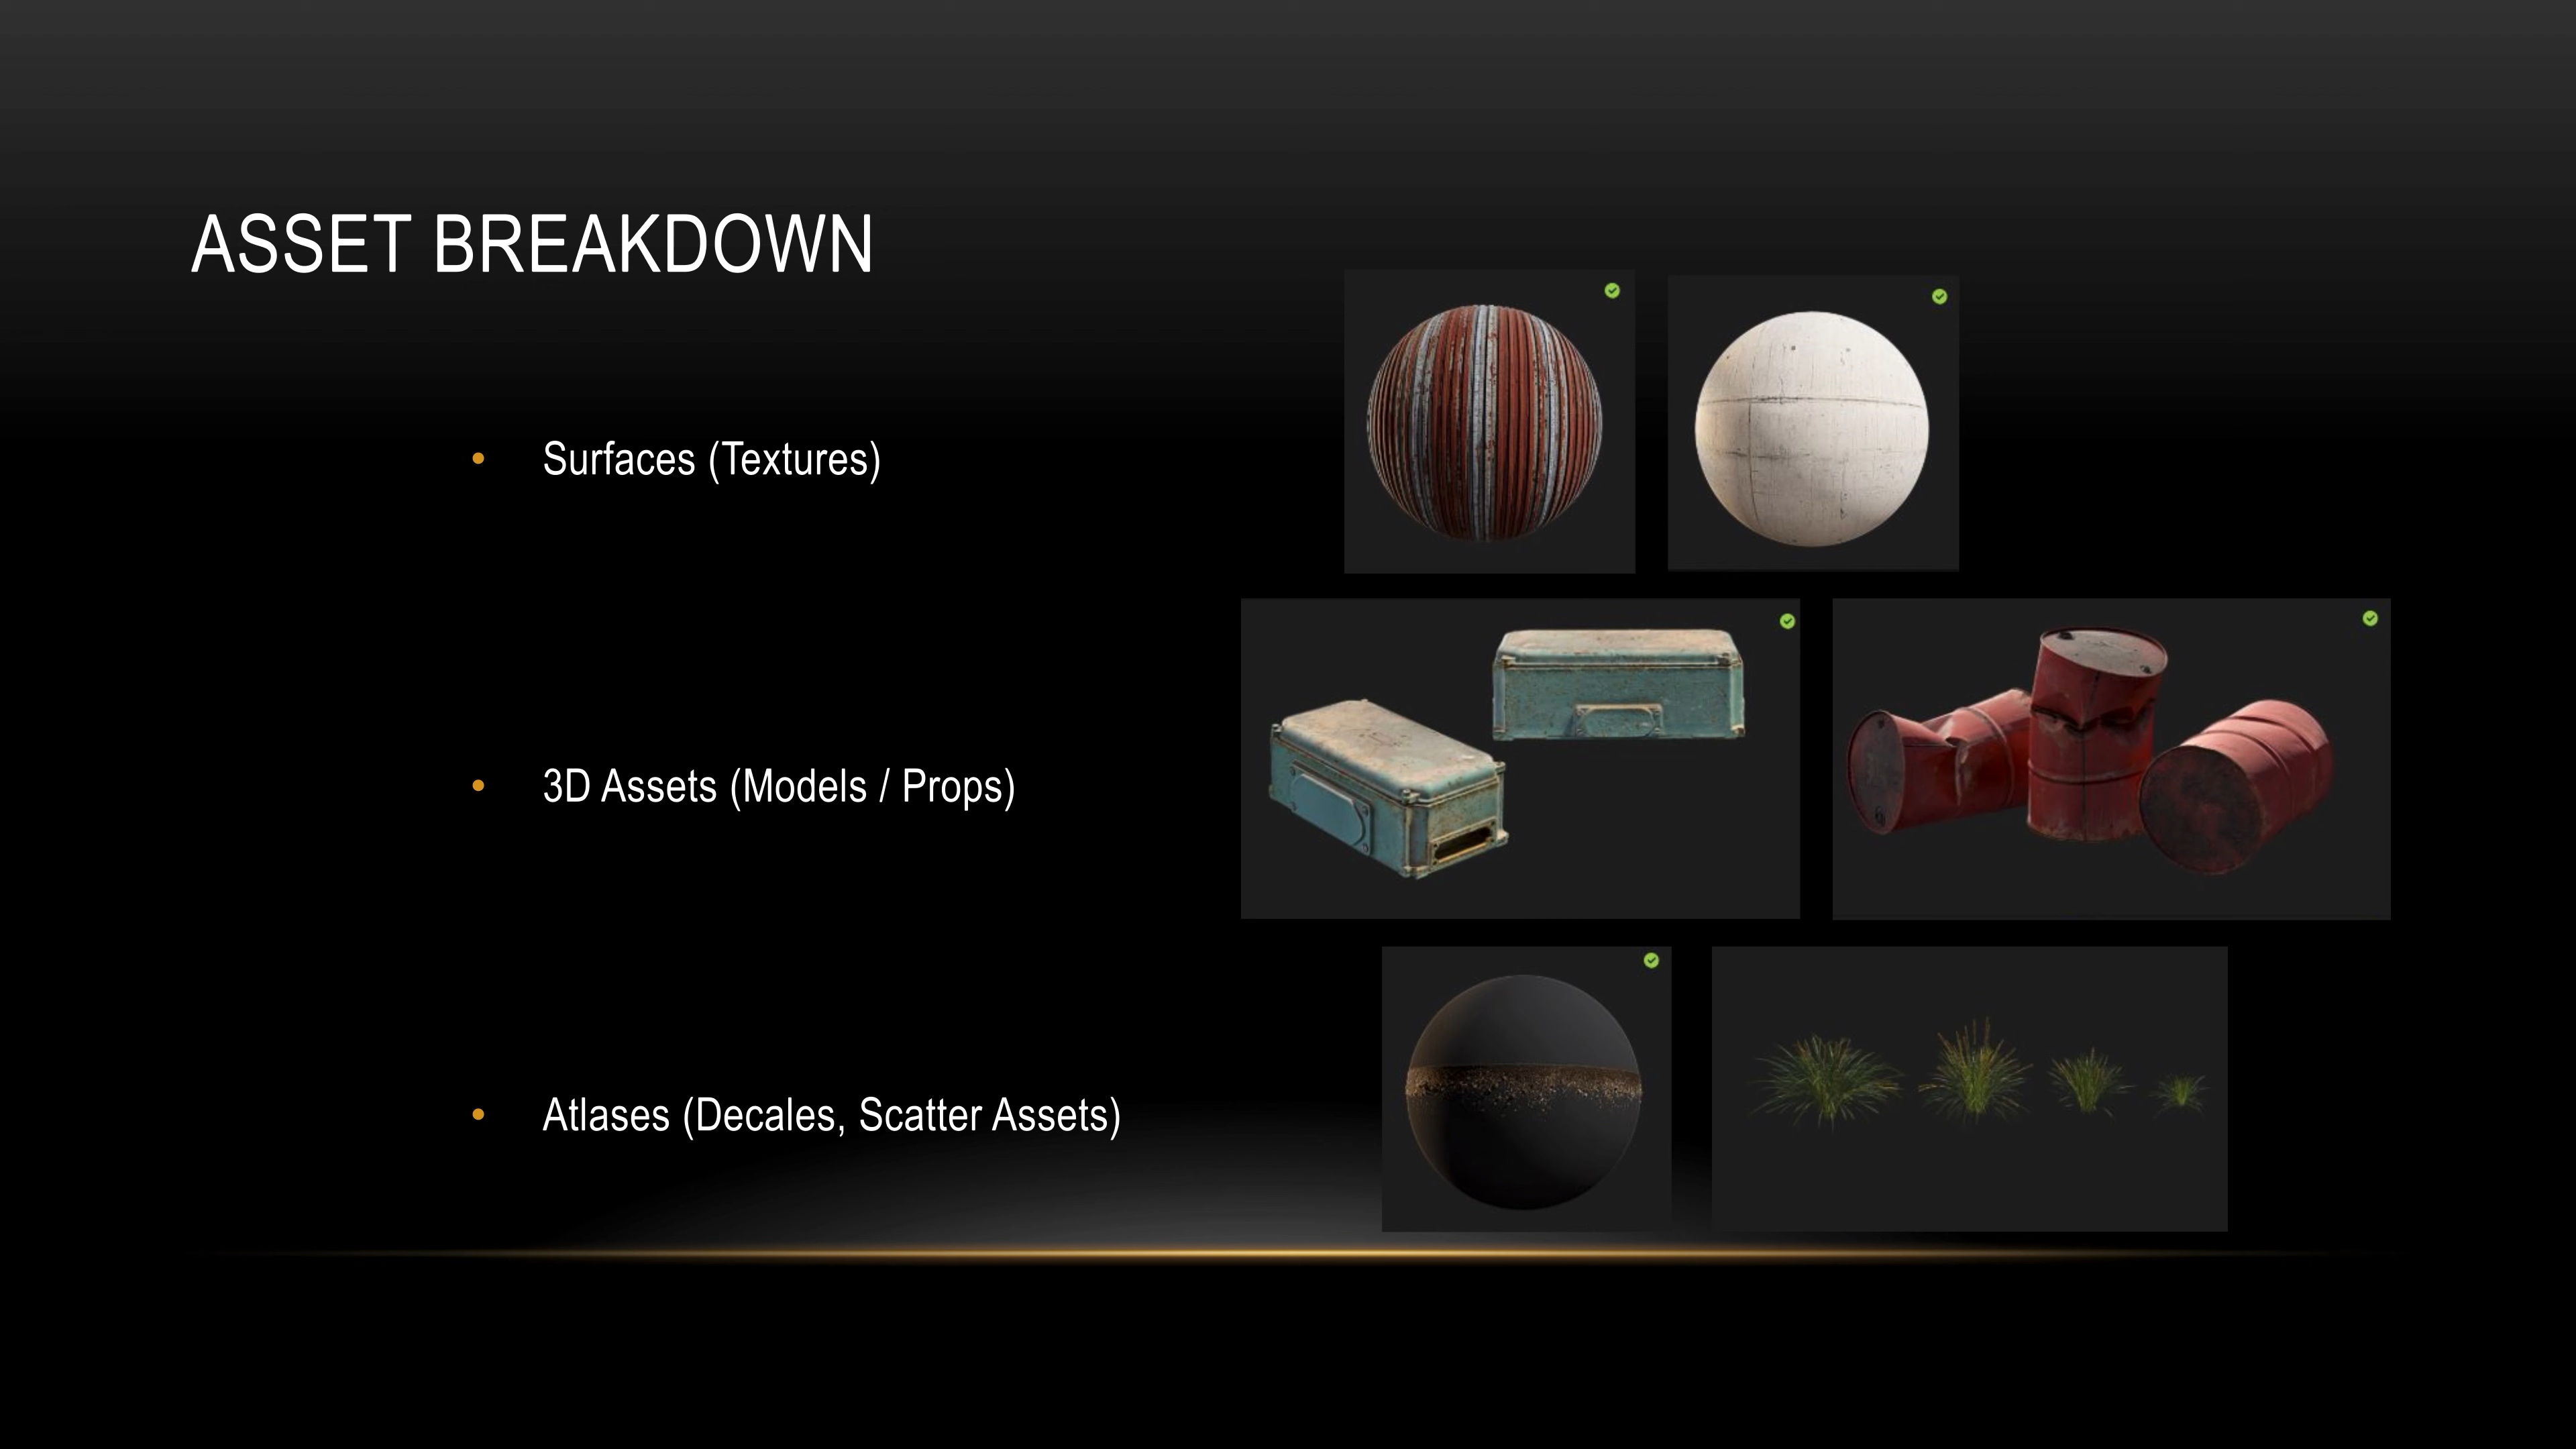 ASSET BREAKDOWN
• Surfaces (Textures)
• 3D Assets (Models / Props)
• Atlases (Decales, Scatter Assets)